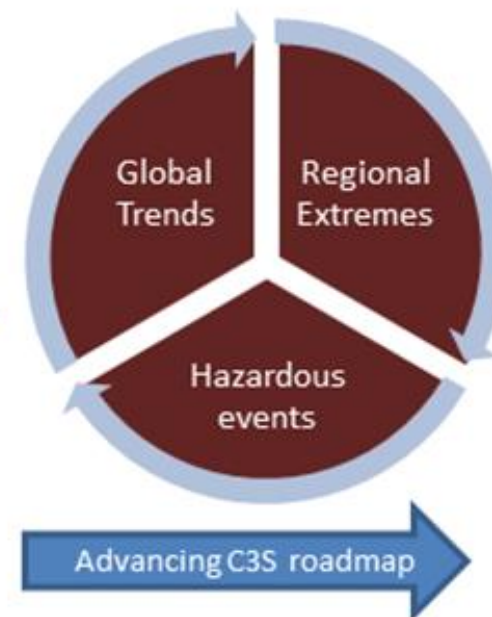 Global
Trends
Regional
Extremes
Hazardous
events
Advancing C3S roadmap